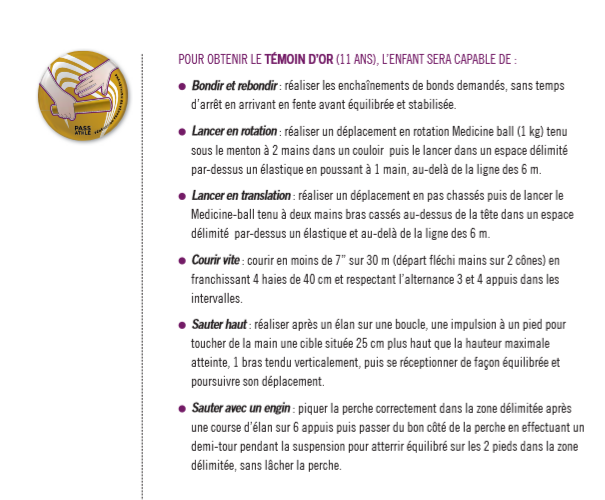 POUR OBTENIR LE TÉMOIN D'OR (11 ANS), L'ENFANT SERA CAPABLE DE :
● Bondir et rebondir : réaliser les enchaînements de bonds demandés, sans temps
d'arrêt en arrivant en fente avant équilibrée et stabilisée.
● Lancer en rotation : réaliser un déplacement en rotation Medicine ball (1 kg) tenu
sous le menton à 2 mains dans un couloir puis le lancer dans un espace délimité
par-dessus un élastique en poussant à 1 main, au-delà de la ligne des 6 m.
● Lancer en translation : réaliser un déplacement en pas chassés puis de lancer le
Medicine-ball tenu à deux mains bras cassés au-dessus de la tête dans un espace
délimité par-dessus un élastique et au-delà de la ligne des 6 m.
● Courir vite : courir en moins de 7" sur 30 m (départ fléchi mains sur 2 cônes) en
franchissant 4 haies de 40 cm et respectant l'alternance 3 et 4 appuis dans les
intervalles.
● Sauter haut : réaliser après un élan sur une boucle, une impulsion à un pied pour
toucher de la main une cible située 25 cm plus haut que la hauteur maximale
atteinte, 1 bras tendu verticalement, puis se réceptionner de façon équilibrée et
poursuivre son déplacement.
● Sauter avec un engin : piquer la perche correctement dans la zone délimitée après
une course d'élan sur 6 appuis puis passer du bon côté de la perche en effectuant un
demi-tour pendant la suspension pour atterrir équilibré sur les 2 pieds dans la zone
délimitée, sans lâcher la perche.
PASS
ATHLÉ